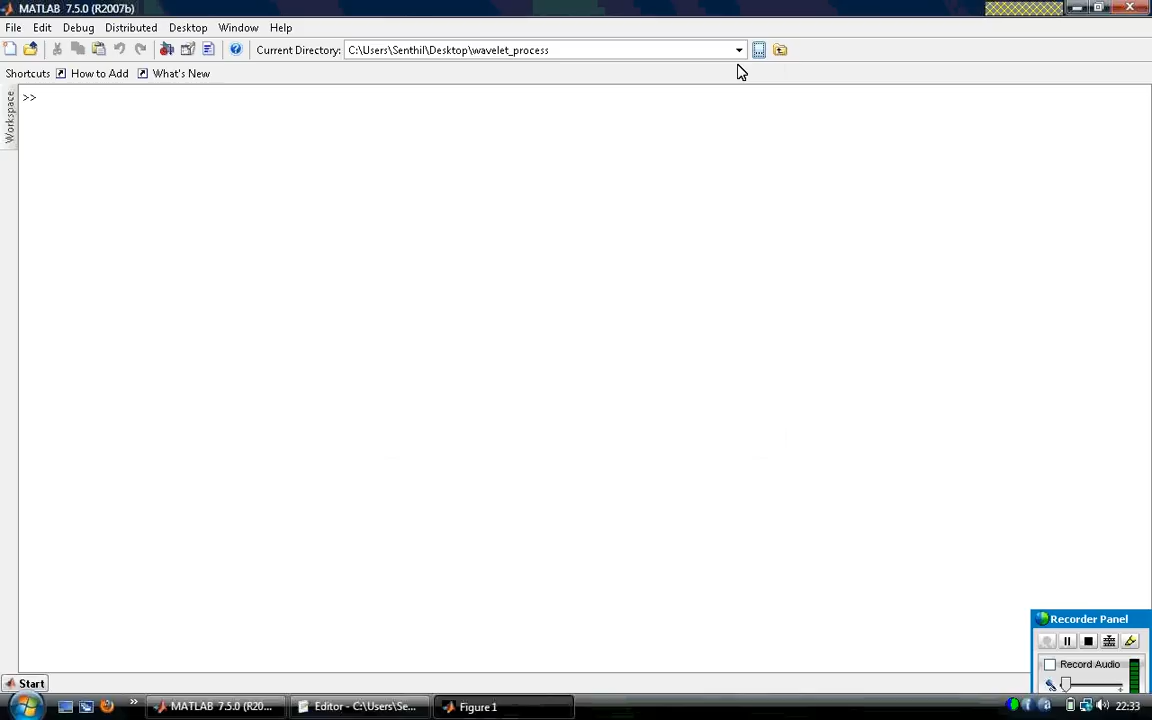 MATLAB 7.5.0 (R2007b)
File Edit Debug Distributed Desktop Window Help
Current Directory: C:\Users\Senthil\Desktop\wavelet_process
Shortcuts How to Add What's New
Workspace
>>
Recorder Panel
Record Audio
Start
MATLAB 7.5.0 (R20... Editor - C:\Users\Se... Figure 1 22:33